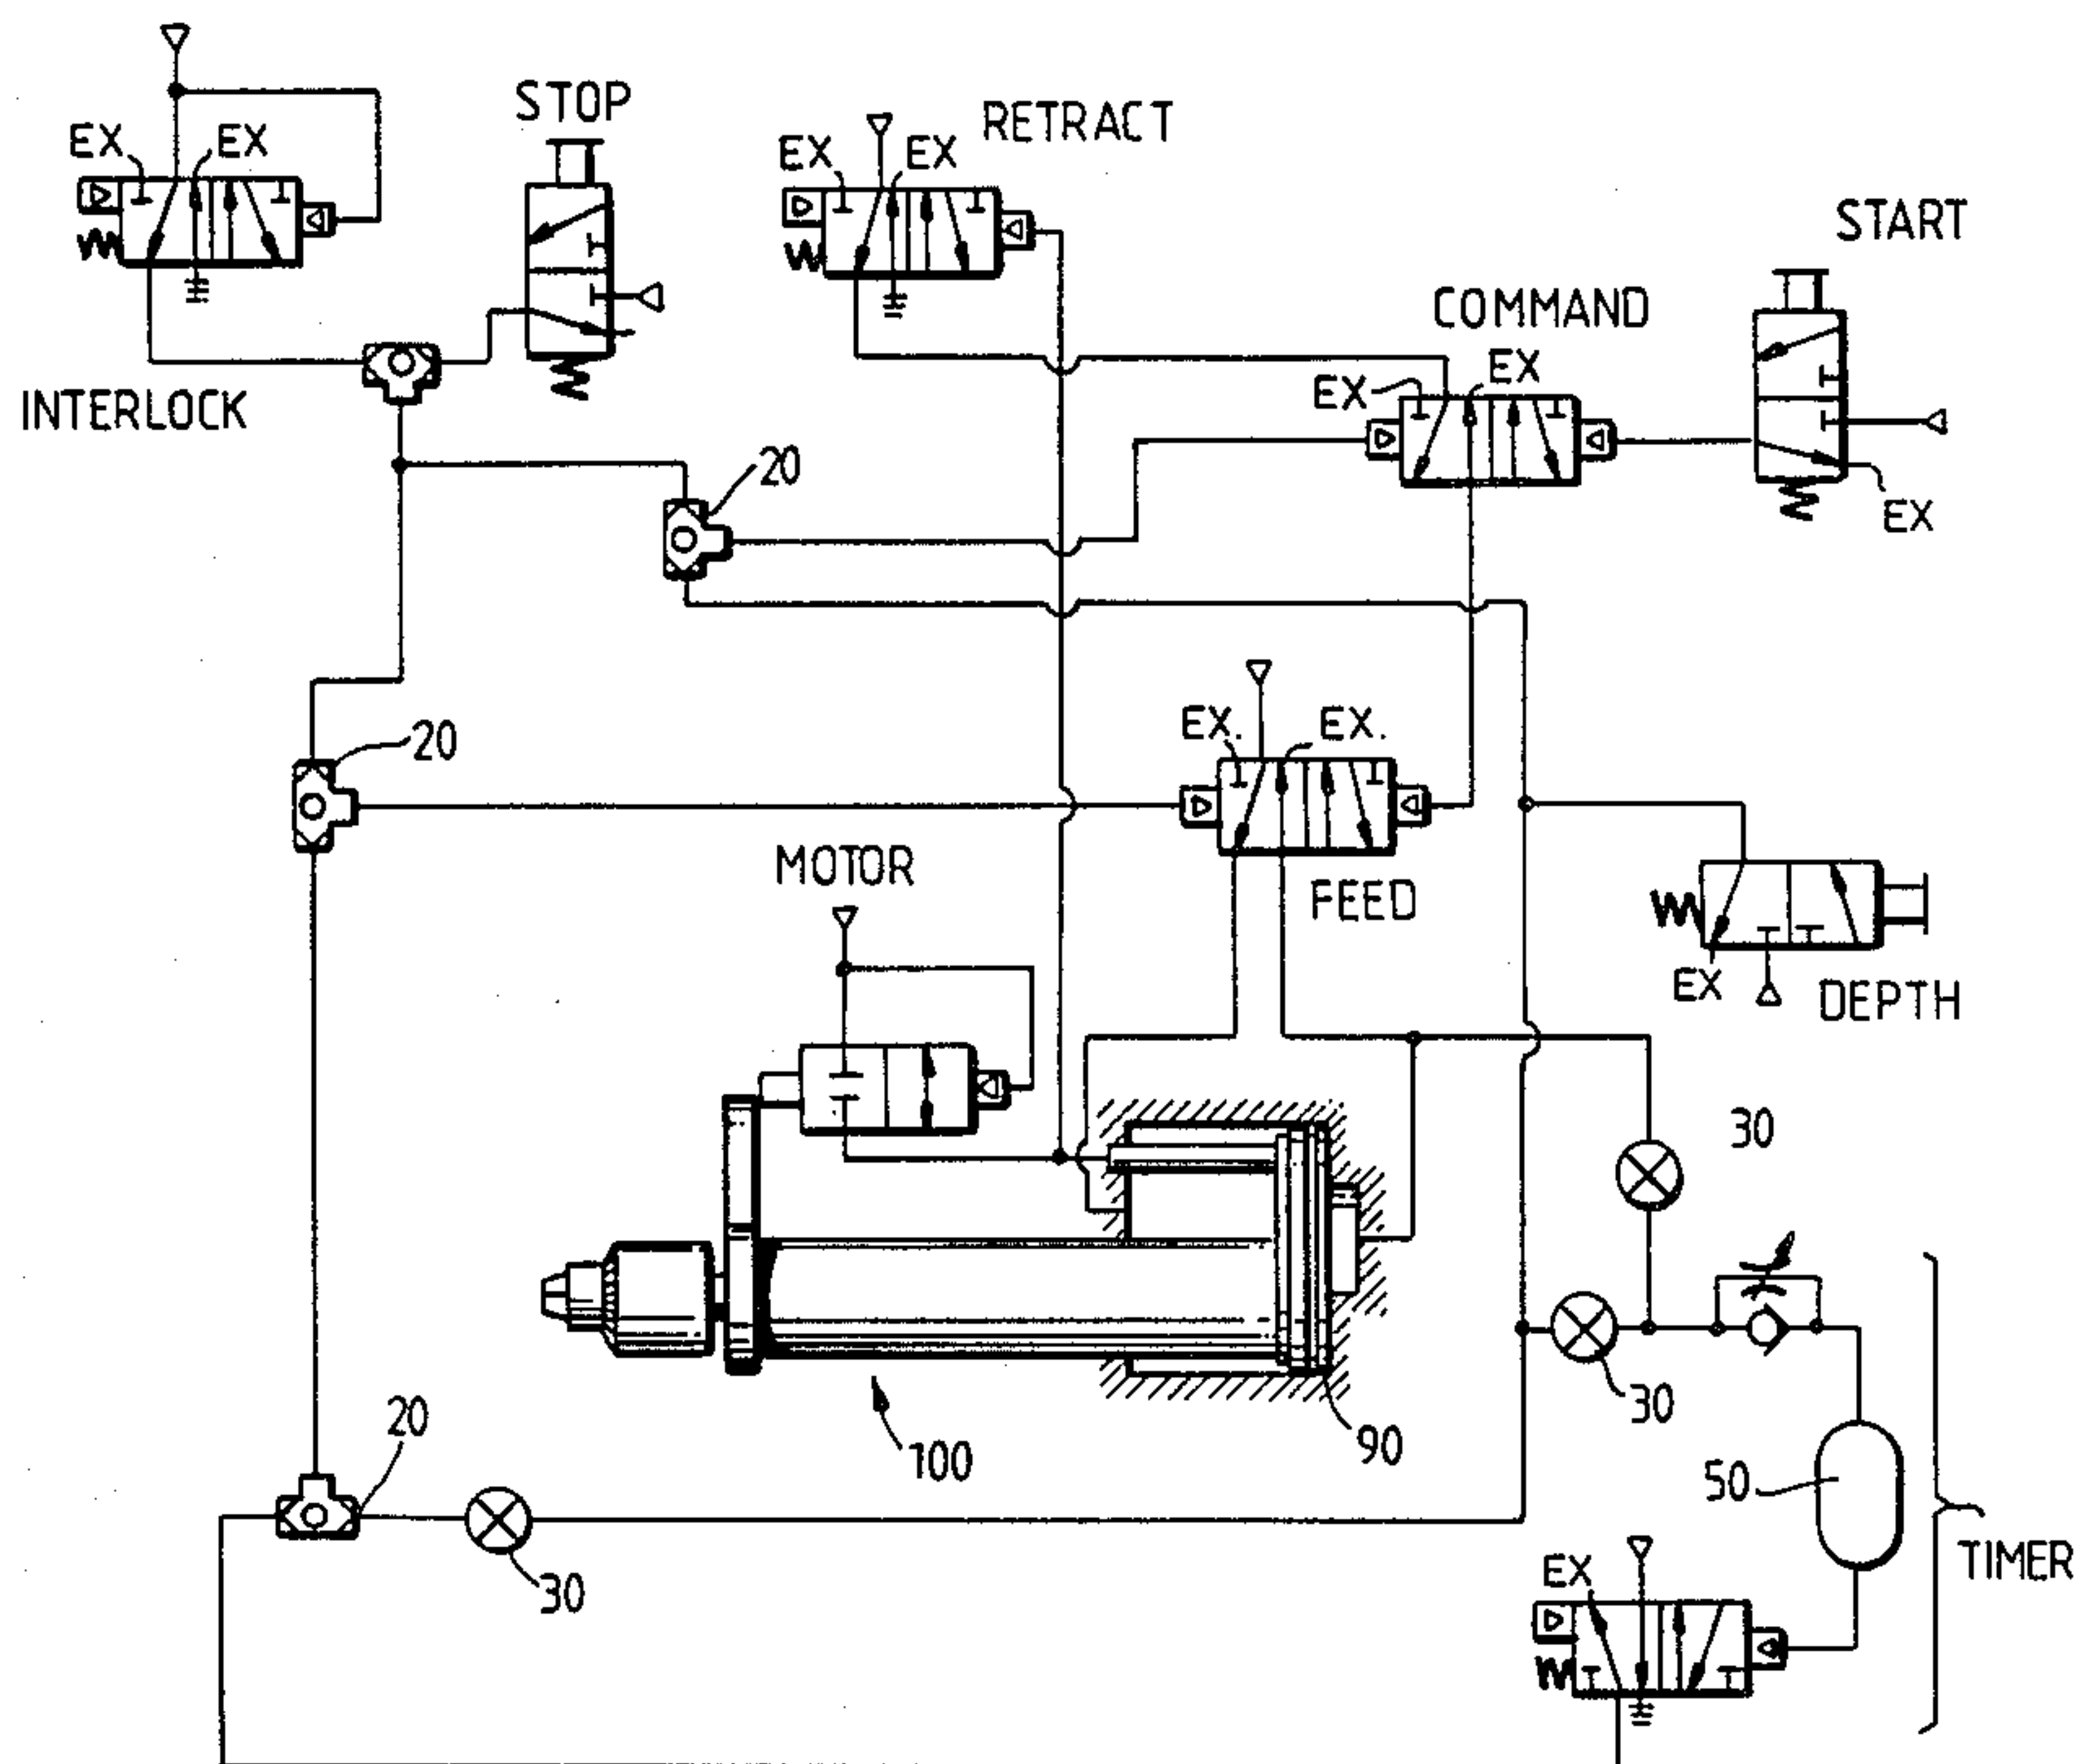 STOP
RETRACT
EX
EX
EX
EX
START
COMMAND
EX
EX
INTERLOCK
20
EX
EX.
EX.
20
MOTOR
FEED
EX
DEPTH
30
20
100
90
30
50
30
EX
TIMER